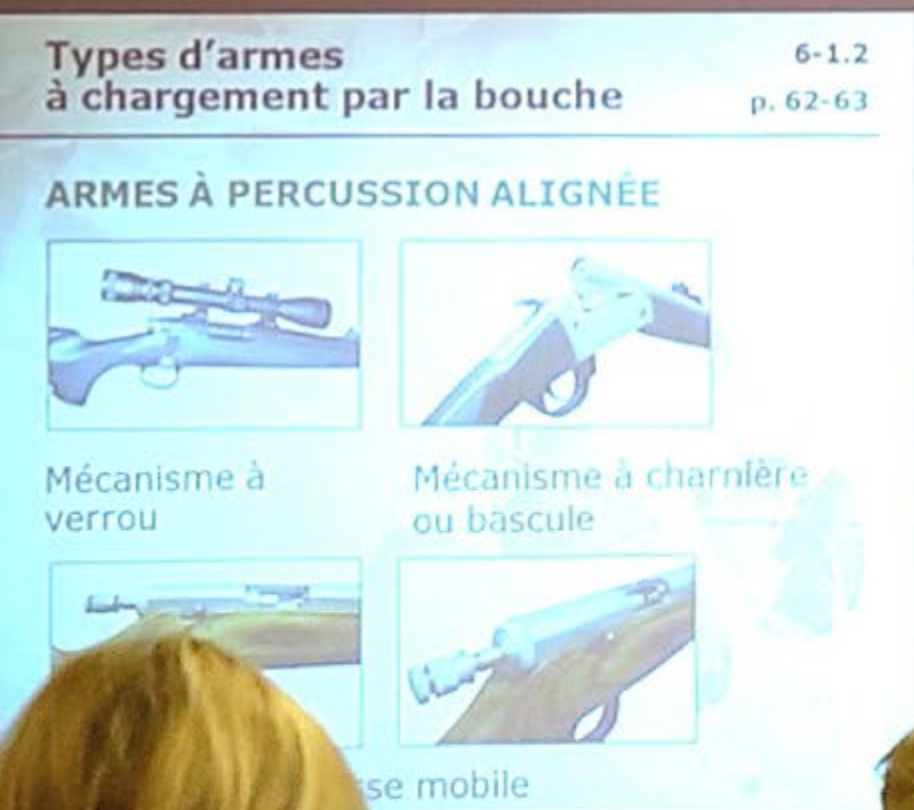 Types d'armes
à chargement par la bouche
6-1.2
p. 62-63
ARMES À PERCUSSION ALIGNÉE
Mécanisme à
verrou
Mécanisme à charnière
ou bascule
mobile